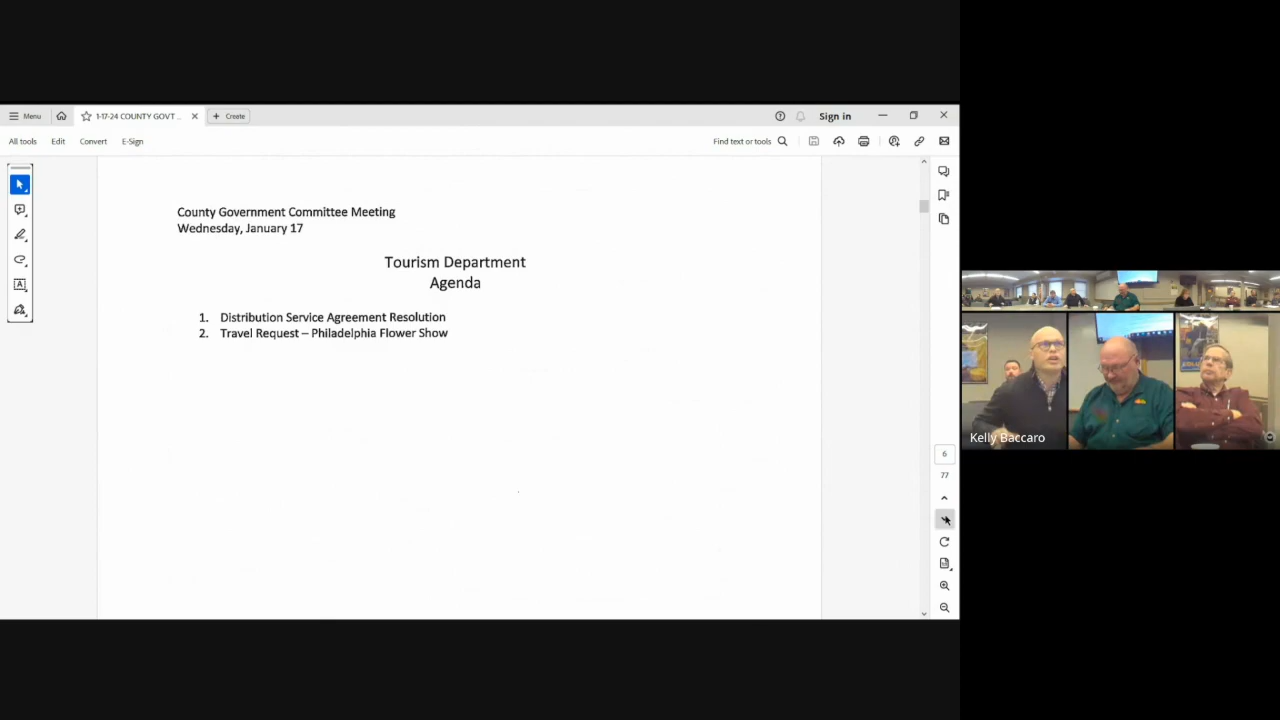 Menu
1-17-24 COUNTY GOVT ...
Create
Sign in
All tools
Edit
Convert
E-Sign
Find text or tools
County Government Committee Meeting
Wednesday, January 17
Tourism Department
Agenda
1. Distribution Service Agreement Resolution
2. Travel Request – Philadelphia Flower Show
6
77
Kelly Baccaro